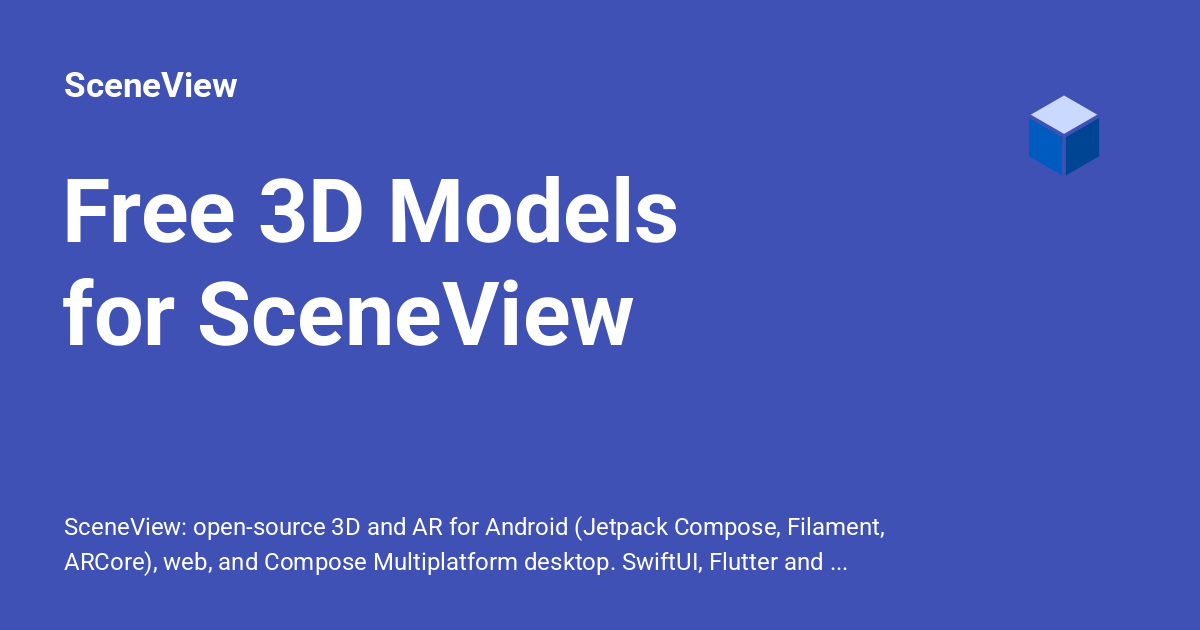 SceneView
Free 3D Models
for SceneView
SceneView: open-source 3D and AR for Android (Jetpack Compose, Filament,
ARCore), web, and Compose Multiplatform desktop. SwiftUI, Flutter and ...